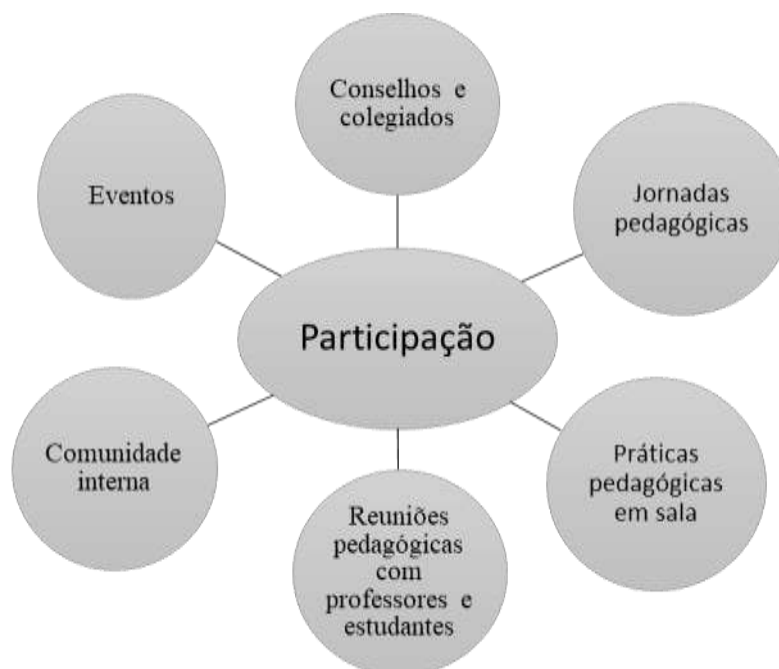 Conselhos e
colegiados
Eventos
Jornadas
pedagógicas
Participação
Comunidade
interna
Práticas
pedagógicas
em sala
Reuniões
pedagógicas
com
professores e
estudantes